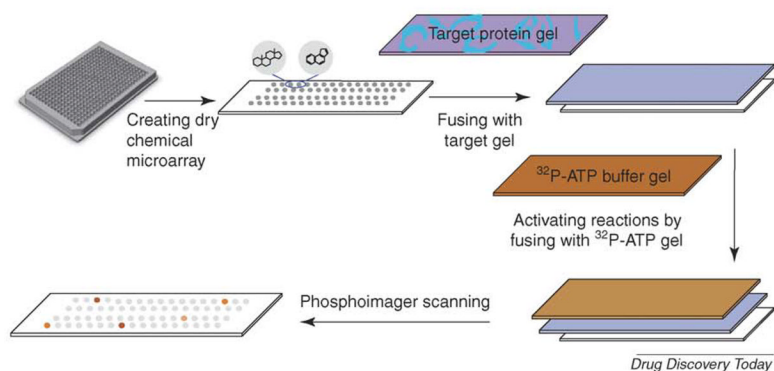 Target protein gel
Creating dry
chemical
microarray
Fusing with
target gel
³²P-ATP buffer gel
Activating reactions by
fusing with ³²P-ATP gel
Phosphoimager scanning
Drug Discovery Today